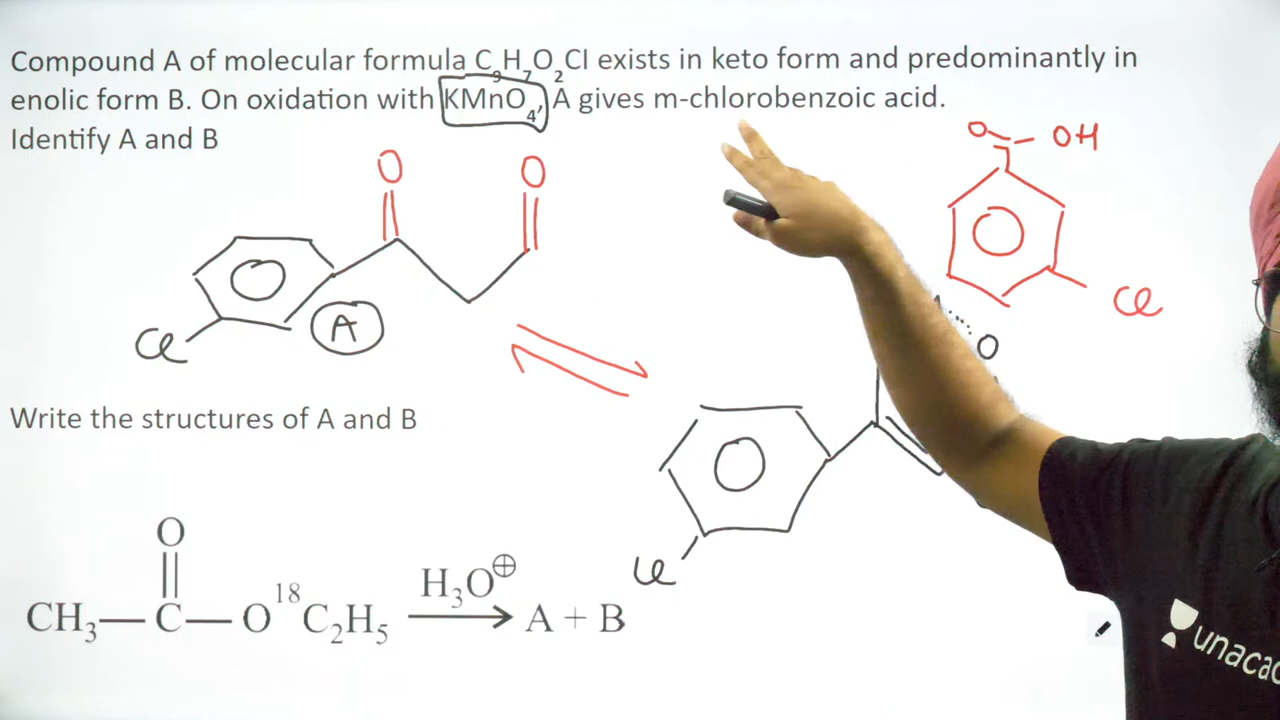 Compound A of molecular formula C₉H₇O₂Cl exists in keto form and predominantly in
enolic form B. On oxidation with KMnO₄, A gives m-chlorobenzoic acid.
Identify A and B
O O
O OH
Cl A
Cl
O
Write the structures of A and B
Cl
O
CH₃—C—O¹⁸C₂H₅ H₃O⊕ → A + B
unaca